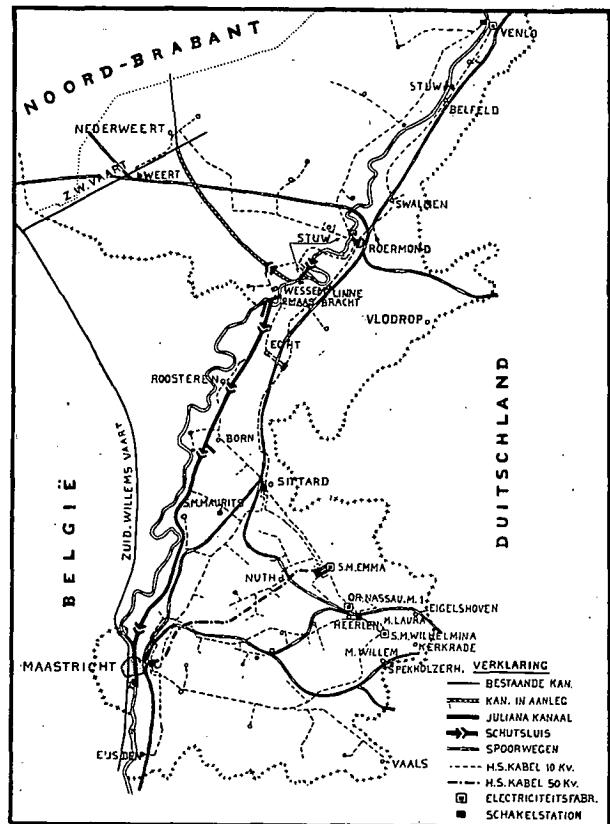 NOORD-BRABANT
VENLO
STUW
BELFELD
NEDERWEERT
Z.W. VAART
WEERT
SWALMEN
STUW
ROERMOND
WESSEM
LINNE
MAAS-
BRACHT
VLODROP
ECHT
ROOSTEREN
BORN
BELGIË
ZUID. WILLEMS VAART
DUITSCHLAND
SITTARD
S.M. MAURITS
S.M. EMMA
NUTH
OR. NASSAU. M. 1
EIGELSHOVEN
M. LAURA
HEERLEN
S.M. WILHELMINA
KERKRADE
M. WILLEM
SPEKHOLZERH.
MAASTRICHT
EIJSDEN
VAALS
VERKLARING
BESTAANDE KAN.
KAN. IN AANLEG
JULIANA KANAAL
SCHUTSLUIS
SPOORWEGEN
H.S. KABEL 10 KV.
H.S. KABEL 50 KV.
ELECTRICITEITSFABR.
SCHAKELSTATION